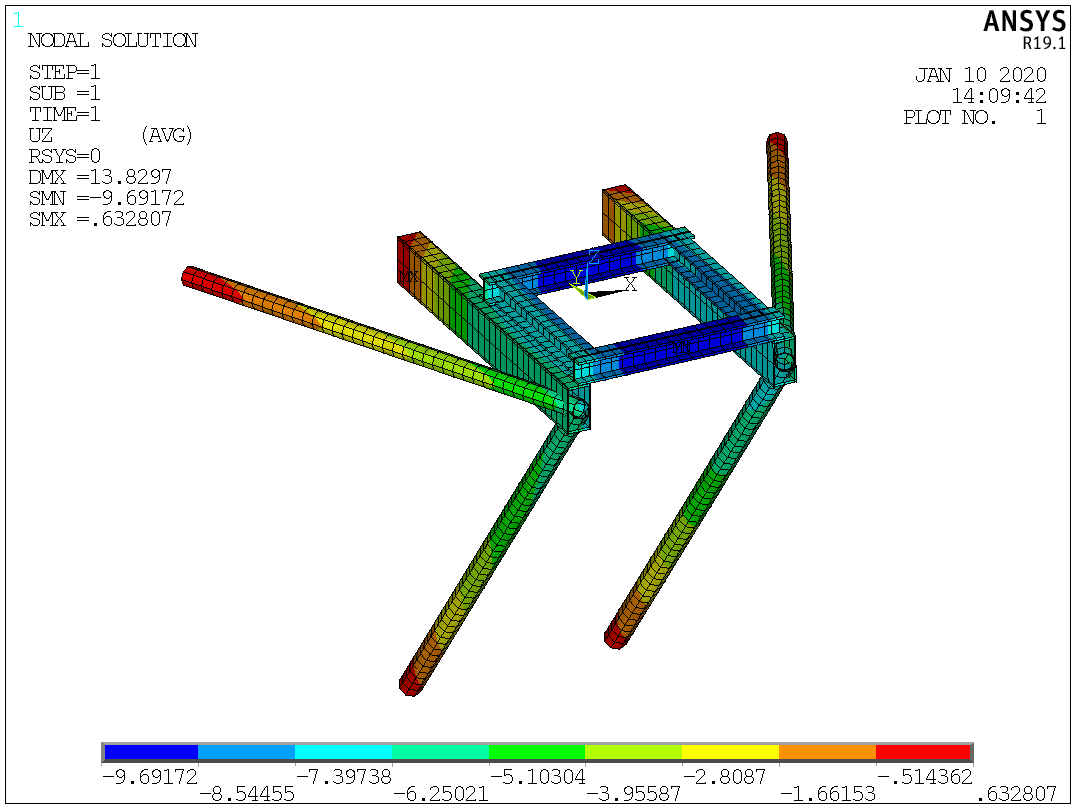 1
NODAL SOLUTION
STEP=1
SUB =1
TIME=1
UZ (AVG)
RSYS=0
DMX =13.8297
SMN =-9.69172
SMX =.632807
ANSYS
R19.1
JAN 10 2020
14:09:42
PLOT NO. 1
MX
Z
Y
X
-9.69172 -7.39738 -5.10304 -2.8087 -.514362
-8.54455 -6.25021 -3.95587 -1.66153 .632807